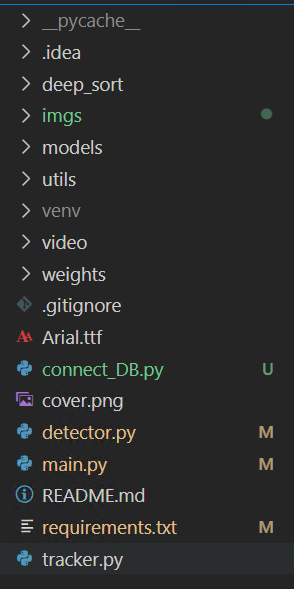 __pycache__
.idea
deep_sort
imgs
models
utils
venv
video
weights
.gitignore
Arial.ttf
connect_DB.py U
cover.png
detector.py M
main.py M
README.md
requirements.txt M
tracker.py